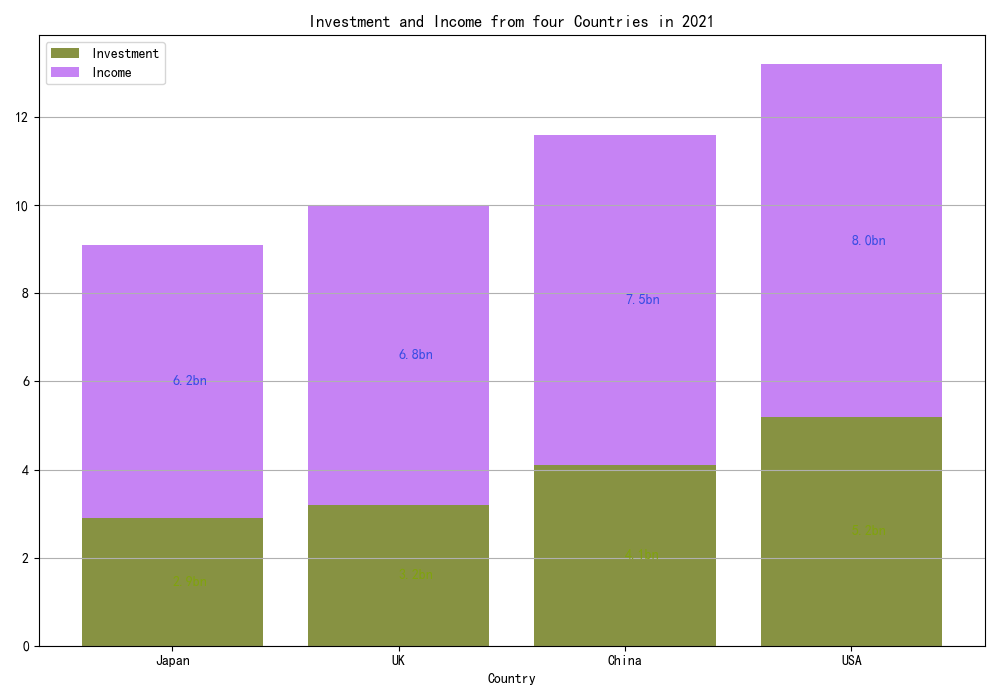 Investment and Income from four Countries in 2021
Investment
Income
12
10
8
6
4
2
0
6.2bn
6.8bn
7.5bn
8.0bn
Japan
UK
China
USA
Country